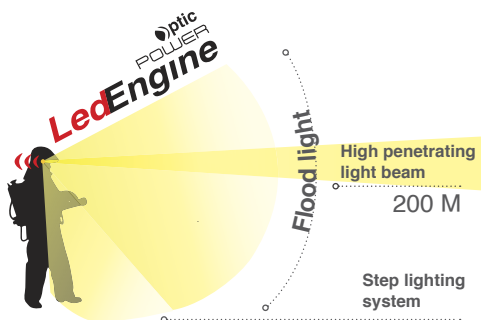 Optic
POWER
LedEngine
Flood light
High penetrating
light beam
200 M
Step lighting
system